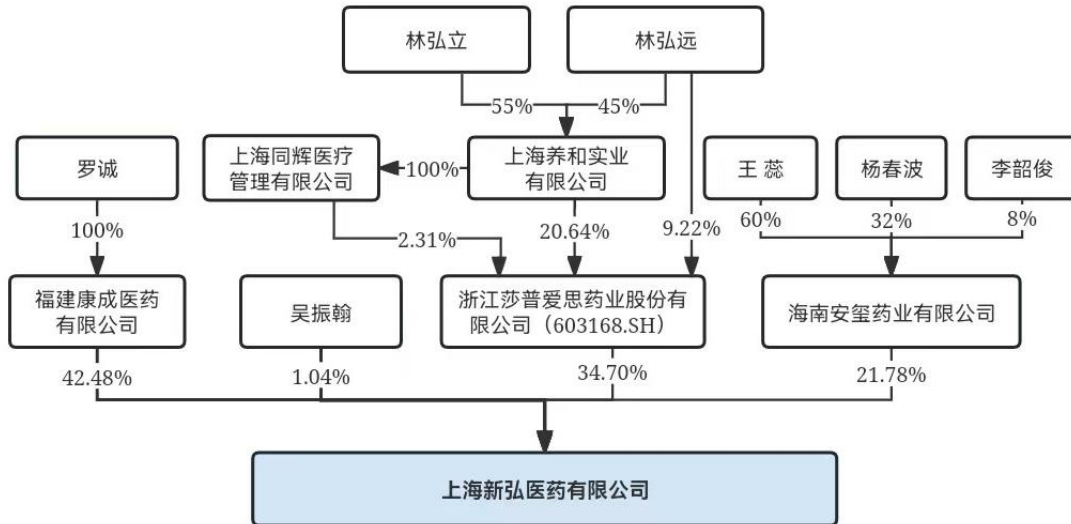 林弘立
林弘远
55%
45%
罗诚
上海同辉医疗
管理有限公司
100%
上海养和实业
有限公司
王 蕊
杨春波
李韶俊
100%
2.31%
20.64%
9.22%
60%
32%
8%
福建康成医药
有限公司
吴振翰
浙江莎普爱思药业股份有
限公司（603168.SH）
海南安玺药业有限公司
42.48%
1.04%
34.70%
21.78%
上海新弘医药有限公司